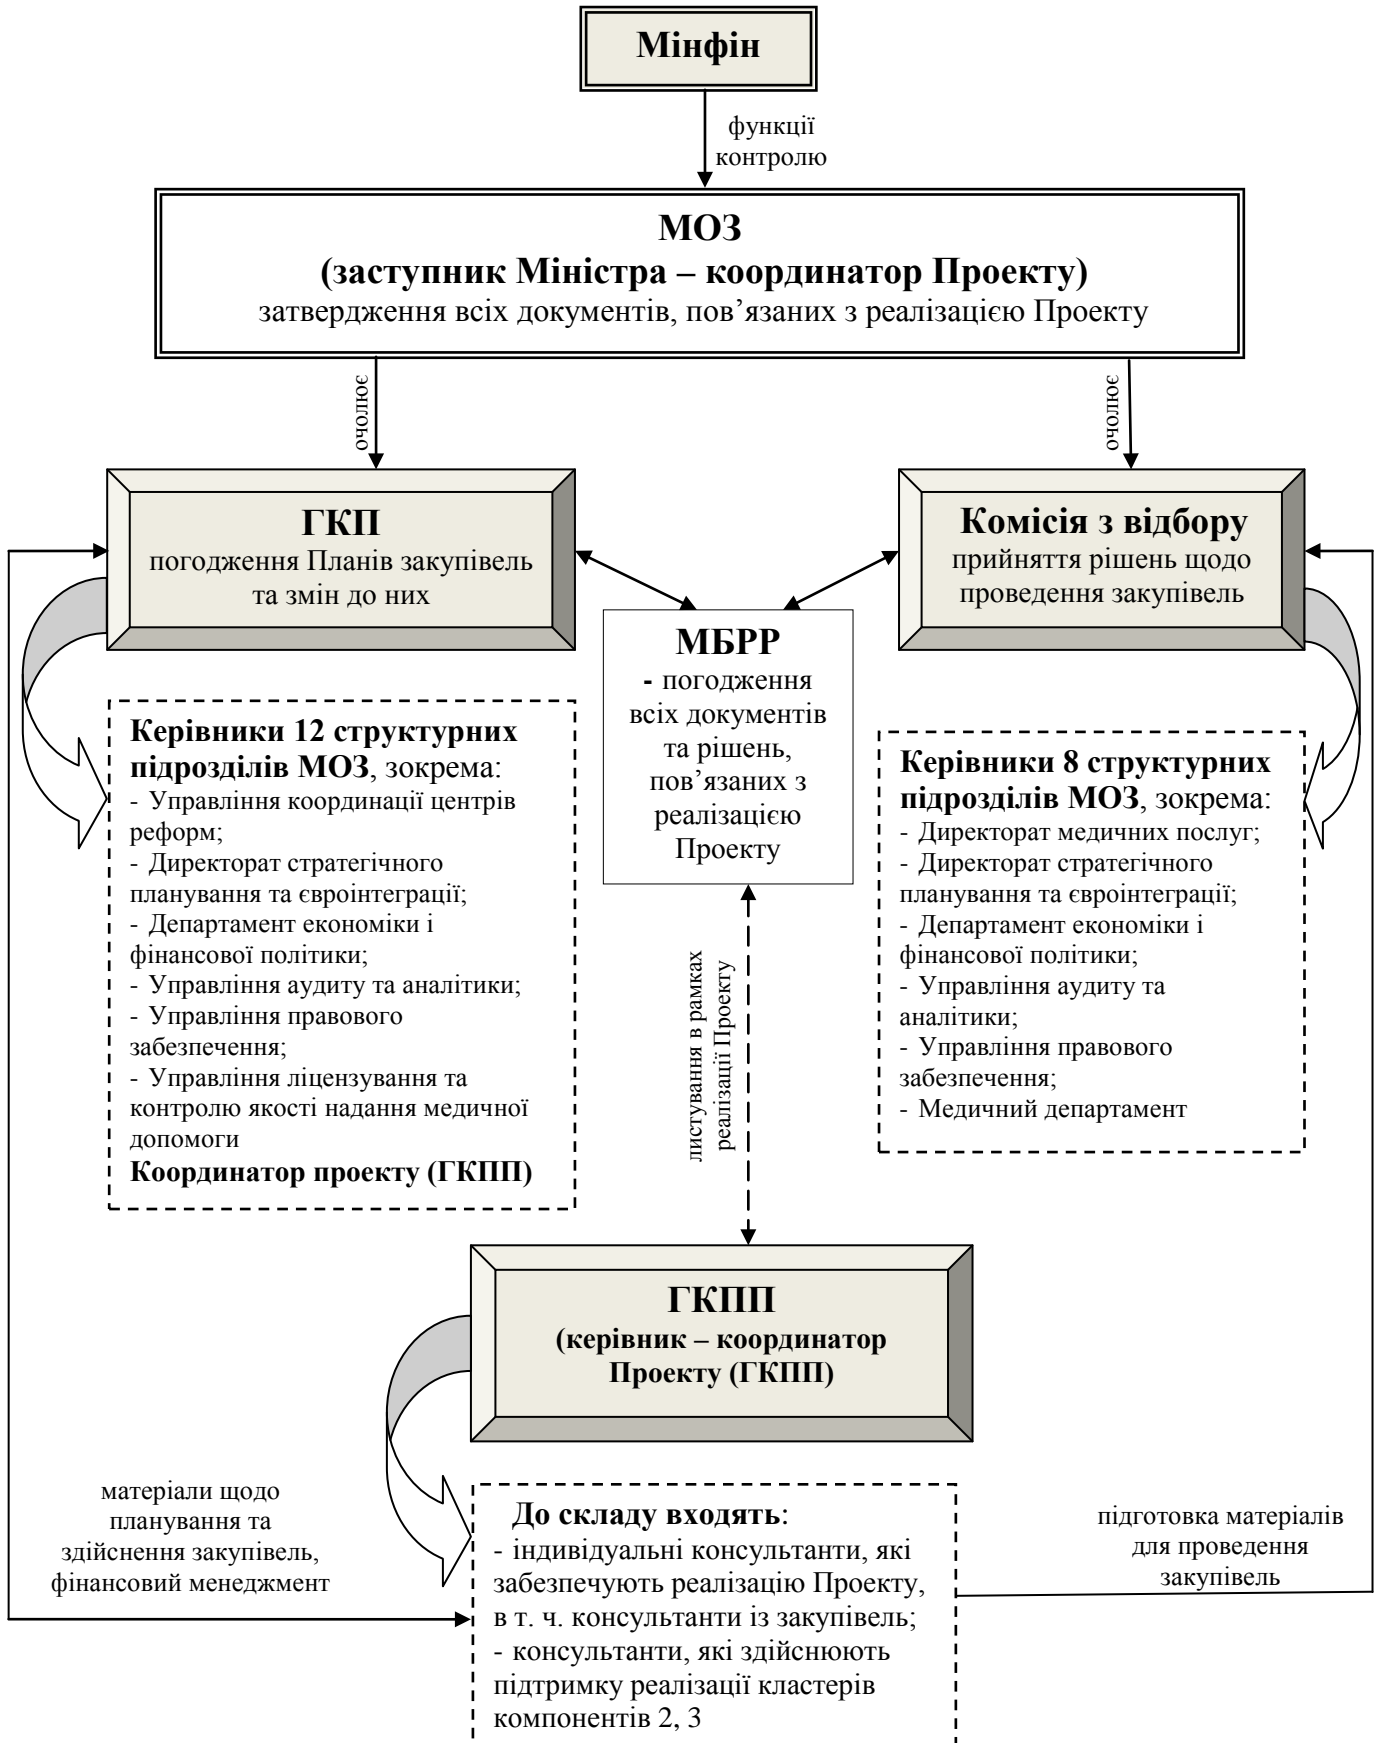 Мінфін
функції
контролю
МОЗ
(заступник Міністра – координатор Проекту)
затвердження всіх документів, пов’язаних з реалізацією Проекту
очолює
очолює
ГКП
погодження Планів закупівель
та змін до них
Комісія з відбору
прийняття рішень щодо
проведення закупівель
МБРР
- погодження
всіх документів
та рішень,
пов’язаних з
реалізацією
Проекту
Керівники 12 структурних
підрозділів МОЗ, зокрема:
- Управління координації центрів
реформ;
- Директорат стратегічного
планування та євроінтеграції;
- Департамент економіки і
фінансової політики;
- Управління аудиту та аналітики;
- Управління правового
забезпечення;
- Управління ліцензування та
контролю якості надання медичної
допомоги
Координатор проекту (ГКПП)
Керівники 8 структурних
підрозділів МОЗ, зокрема:
- Директорат медичних послуг;
- Директорат стратегічного
планування та євроінтеграції;
- Департамент економіки і
фінансової політики;
- Управління аудиту та
аналітики;
- Управління правового
забезпечення;
- Медичний департамент
листування в рамках
реалізації Проекту
ГКПП
(керівник – координатор
Проекту (ГКПП)
матеріали щодо
планування та
здійснення закупівель,
фінансовий менеджмент
До складу входять:
- індивідуальні консультанти, які
забезпечують реалізацію Проекту,
в т. ч. консультанти із закупівель;
- консультанти, які здійснюють
підтримку реалізації кластерів
компонентів 2, 3
підготовка матеріалів
для проведення
закупівель